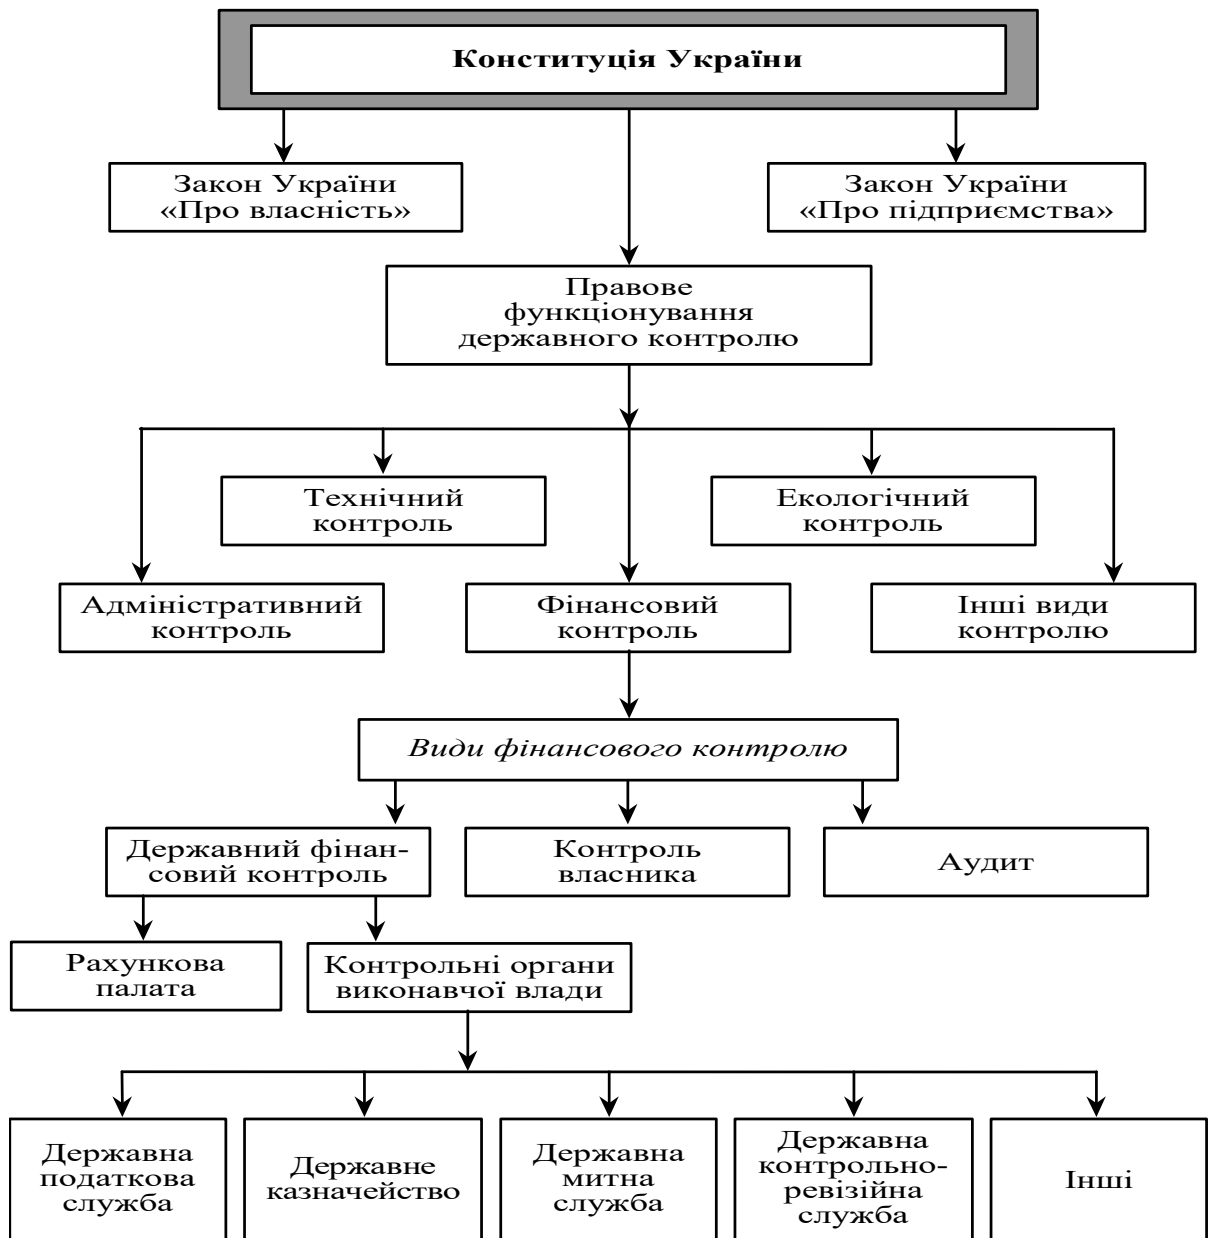 Конституція України
Закон України
«Про власність»
Закон України
«Про підприємства»
Правове
функціонування
державного контролю
Технічний
контроль
Екологічний
контроль
Адміністративний
контроль
Фінансовий
контроль
Інші види
контролю
Види фінансового контролю
Державний фінан-
совий контроль
Контроль
власника
Аудит
Рахункова
палата
Контрольні органи
виконавчої влади
Державна
податкова
служба
Державне
казначейство
Державна
митна
служба
Державна
контрольно-
ревізійна
служба
Інші